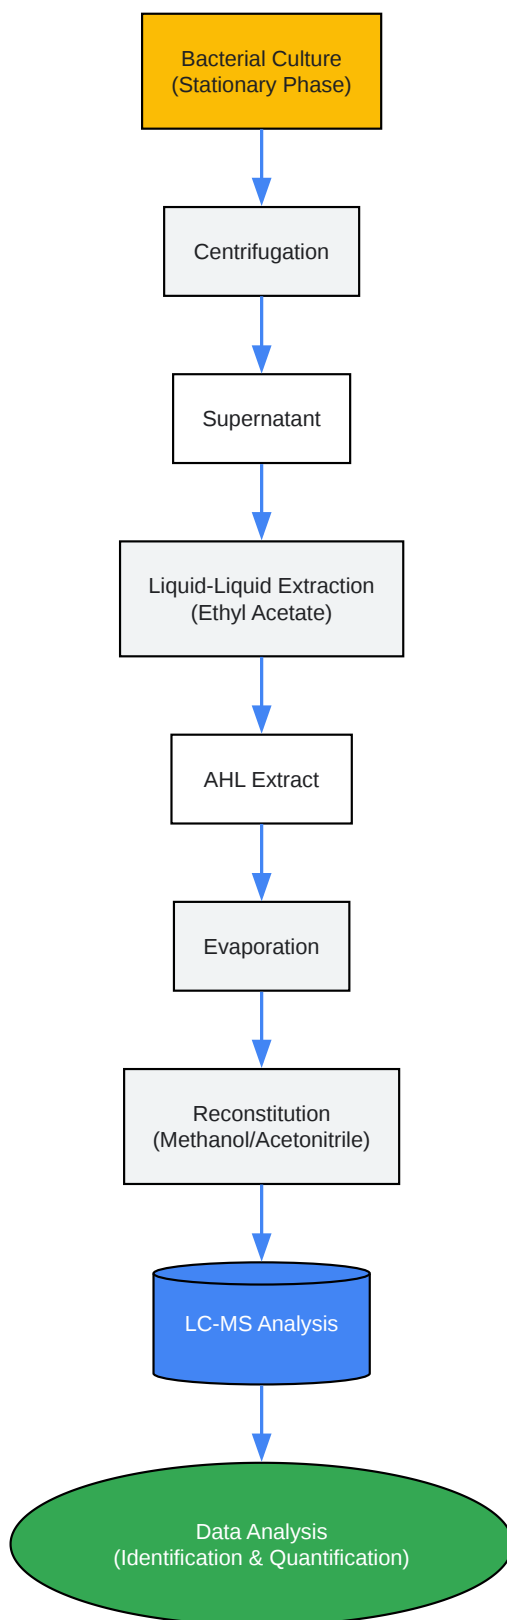 Bacterial Culture
(Stationary Phase)
Centrifugation
Supernatant
Liquid-Liquid Extraction
(Ethyl Acetate)
AHL Extract
Evaporation
Reconstitution
(Methanol/Acetonitrile)
LC-MS Analysis
Data Analysis
(Identification & Quantification)